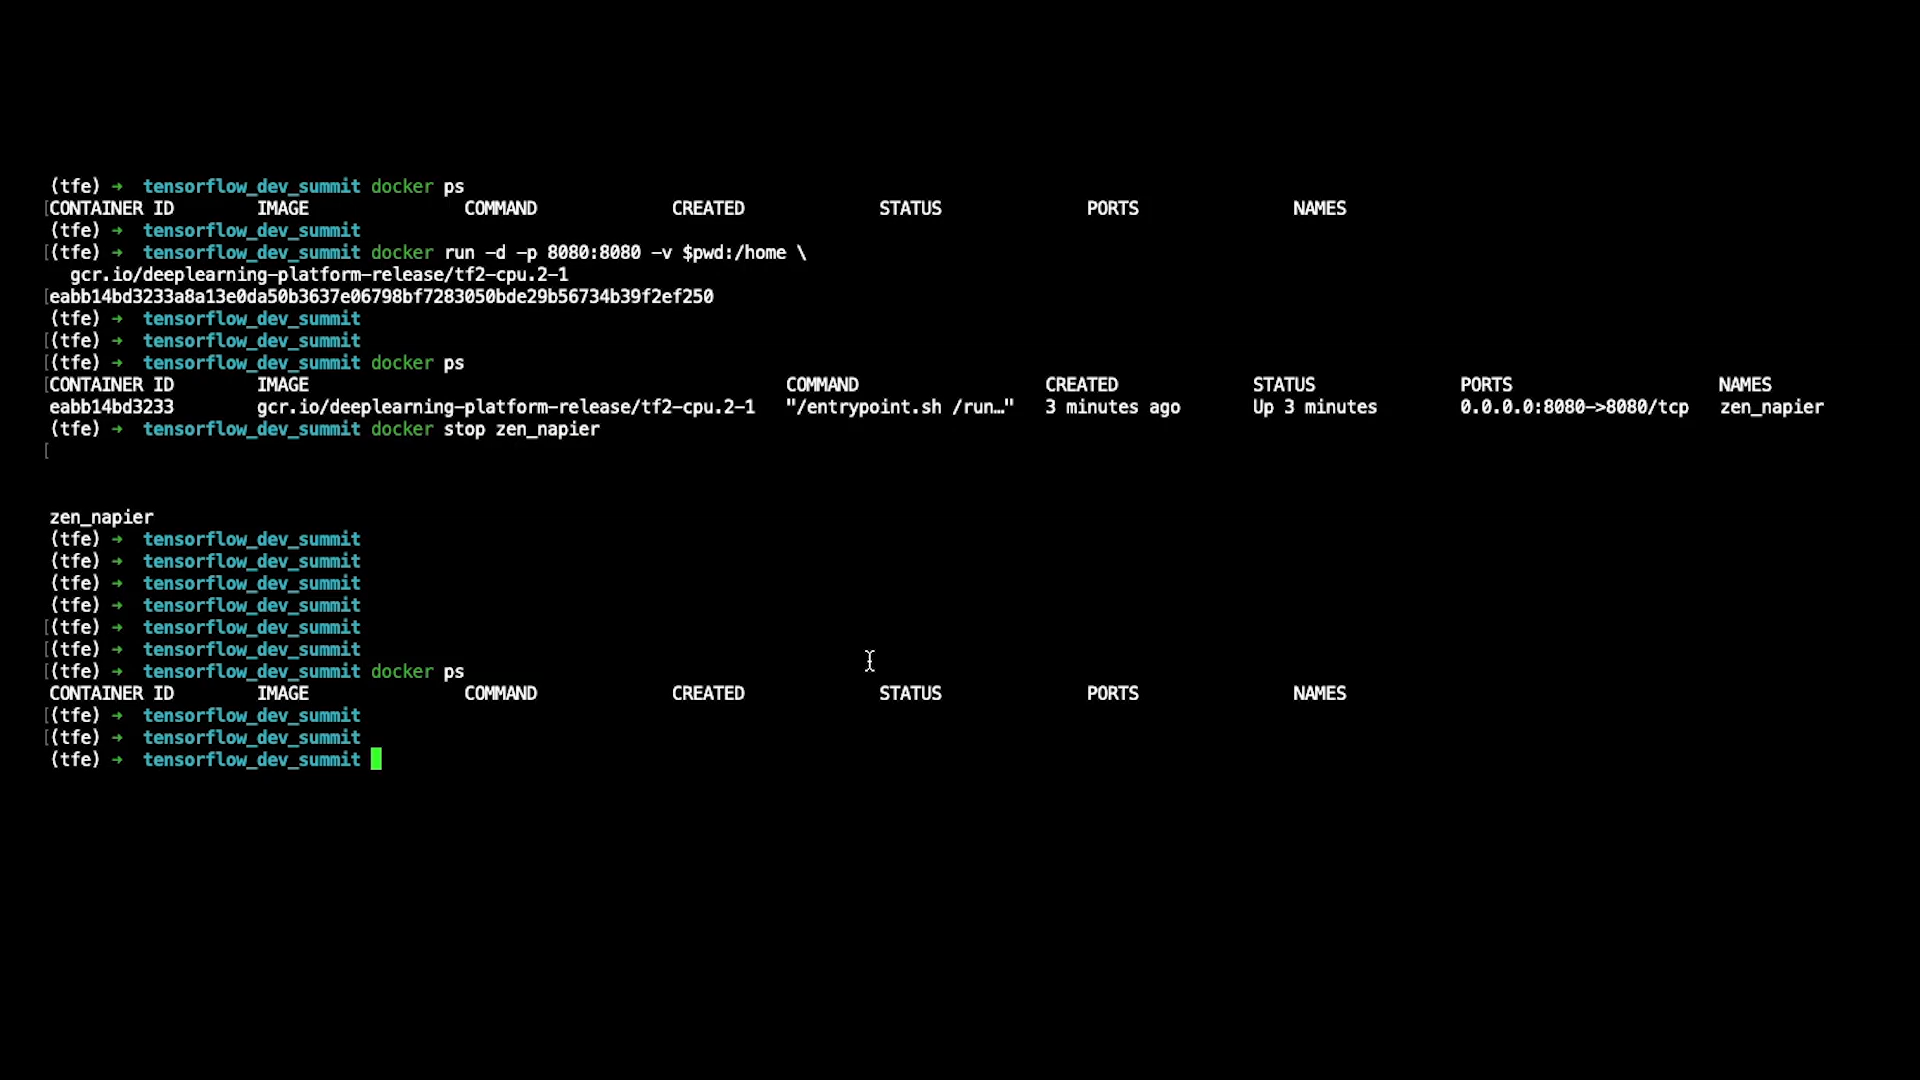 (tfe) ➜ tensorflow_dev_summit docker ps
[CONTAINER ID IMAGE COMMAND CREATED STATUS PORTS NAMES
(tfe) ➜ tensorflow_dev_summit
[(tfe) ➜ tensorflow_dev_summit docker run -d -p 8080:8080 -v $pwd:/home \
gcr.io/deeplearning-platform-release/tf2-cpu.2-1
[eabb14bd3233a8a13e0da50b3637e06798bf7283050bde29b56734b39f2ef250
(tfe) ➜ tensorflow_dev_summit
[(tfe) ➜ tensorflow_dev_summit
[(tfe) ➜ tensorflow_dev_summit docker ps
[CONTAINER ID IMAGE COMMAND CREATED STATUS PORTS NAMES
eabb14bd3233 gcr.io/deeplearning-platform-release/tf2-cpu.2-1 "/entrypoint.sh /run…" 3 minutes ago Up 3 minutes 0.0.0.0:8080->8080/tcp zen_napier
(tfe) ➜ tensorflow_dev_summit docker stop zen_napier
[
zen_napier
(tfe) ➜ tensorflow_dev_summit
(tfe) ➜ tensorflow_dev_summit
(tfe) ➜ tensorflow_dev_summit
(tfe) ➜ tensorflow_dev_summit
[(tfe) ➜ tensorflow_dev_summit
[(tfe) ➜ tensorflow_dev_summit
[(tfe) ➜ tensorflow_dev_summit docker ps
CONTAINER ID IMAGE COMMAND CREATED STATUS PORTS NAMES
[(tfe) ➜ tensorflow_dev_summit
[(tfe) ➜ tensorflow_dev_summit
(tfe) ➜ tensorflow_dev_summit